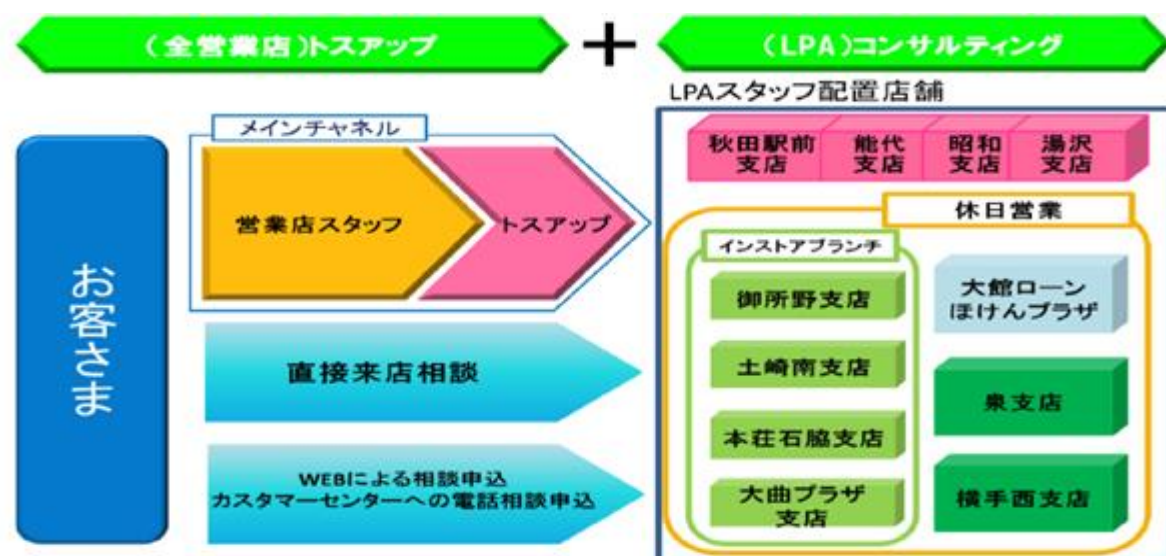 (全営業店)トスアップ
+
(LPA)コンサルティング
LPAスタッフ配置店舗
お客さま
メインチャネル
営業店スタッフ
トスアップ
直接来店相談
WEBによる相談申込
カスタマーセンターへの電話相談申込
秋田駅前
支店
能代
支店
昭和
支店
湯沢
支店
休日営業
インストアブランチ
御所野支店
土崎南支店
本荘石脇支店
大曲プラザ
支店
大館ローン
ほけんプラザ
泉支店
横手西支店